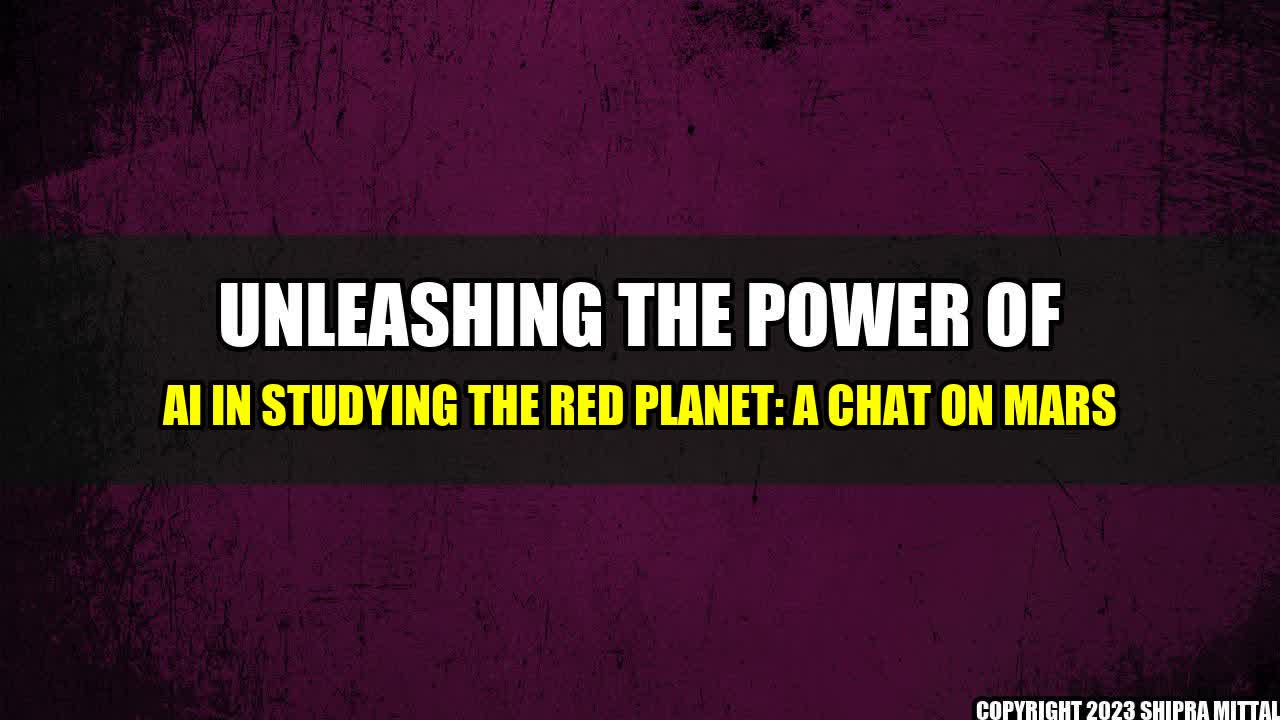 UNLEASHING THE POWER OF
AI IN STUDYING THE RED PLANET: A CHAT ON MARS
COPYRIGHT 2023 SHIPRA MITTAL